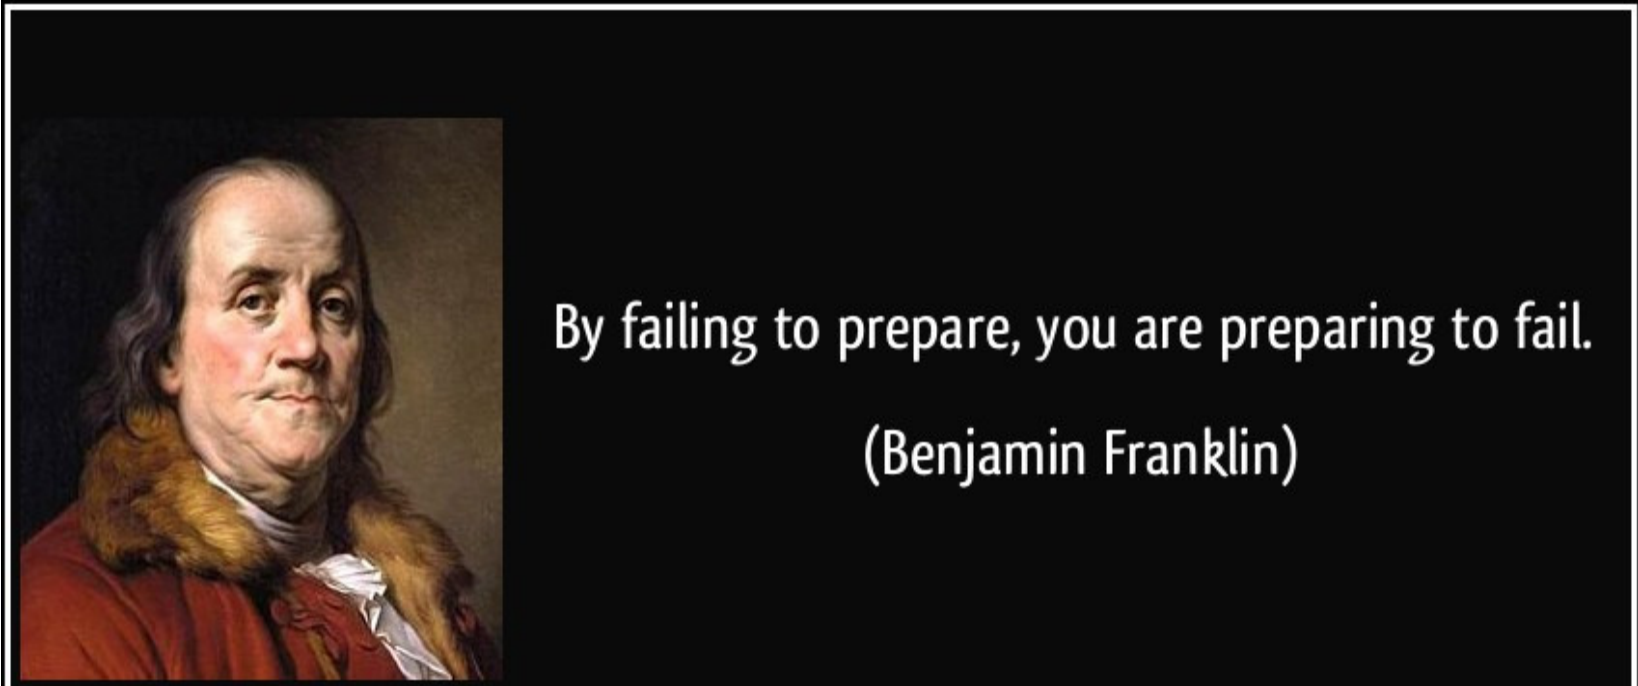 By failing to prepare, you are preparing to fail.
(Benjamin Franklin)